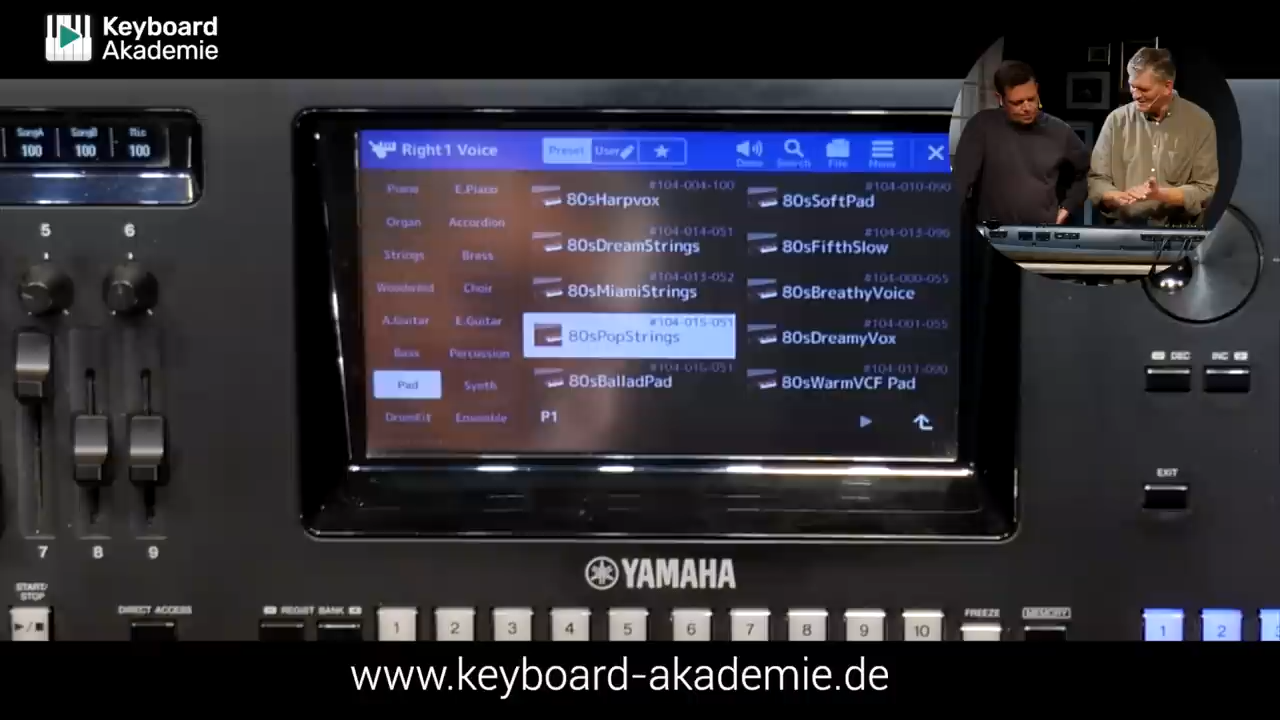 Keyboard
Akademie
SongA SongB Mic
100 100 100
5 6
7 8 9
START/
STOP
DIRECT ACCESS
REGIST BANK
Right1 Voice
Preset User
Demo Search File Menu
Piano E.Piano
Organ Accordion
Strings Brass
Woodwind Choir
A.Guitar E.Guitar
Bass Percussion
Pad Synth
DrumKit Ensemble
#104-004-100
80sHarpvox
#104-014-051
80sDreamStrings
#104-013-052
80sMiamiStrings
#104-015-051
80sPopStrings
#104-016-051
80sBalladPad
#104-010-090
80sSoftPad
#104-013-096
80sFifthSlow
#104-000-055
80sBreathyVoice
#104-001-055
80sDreamyVox
#104-011-090
80sWarmVCF Pad
P1
YAMAHA
1 2 3 4 5 6 7 8 9 10
FREEZE MEMORY
DEC INC
EXIT
1 2
www.keyboard-akademie.de